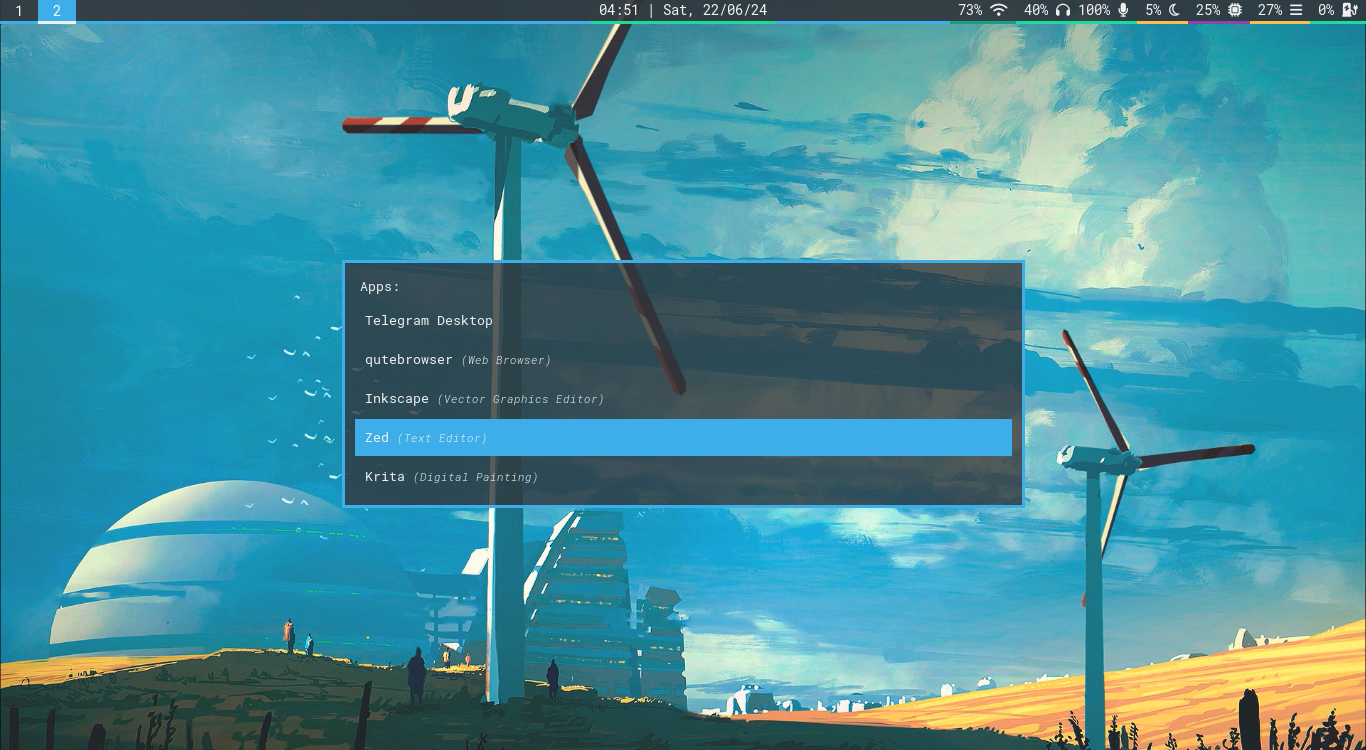 1 2 04:51 | Sat, 22/06/24 73% 40% 100% 5% 25% 27% 0%
Apps:
Telegram Desktop
qutebrowser (Web Browser)
Inkscape (Vector Graphics Editor)
Zed (Text Editor)
Krita (Digital Painting)